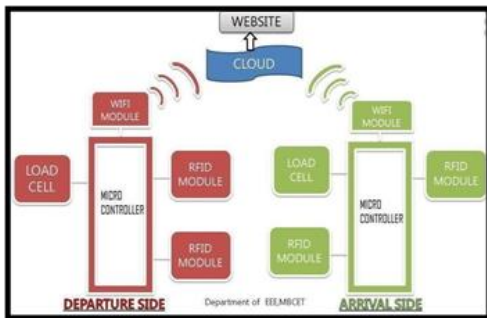 WEBSITE
CLOUD
WIFI
MODULE
LOAD
CELL
MICRO
CONTROLLER
RFID
MODULE
RFID
MODULE
DEPARTURE SIDE
WIFI
MODULE
LOAD
CELL
RFID
MODULE
MICRO
CONTROLLER
RFID
MODULE
ARRIVAL SIDE
Department of EEE,MBCET